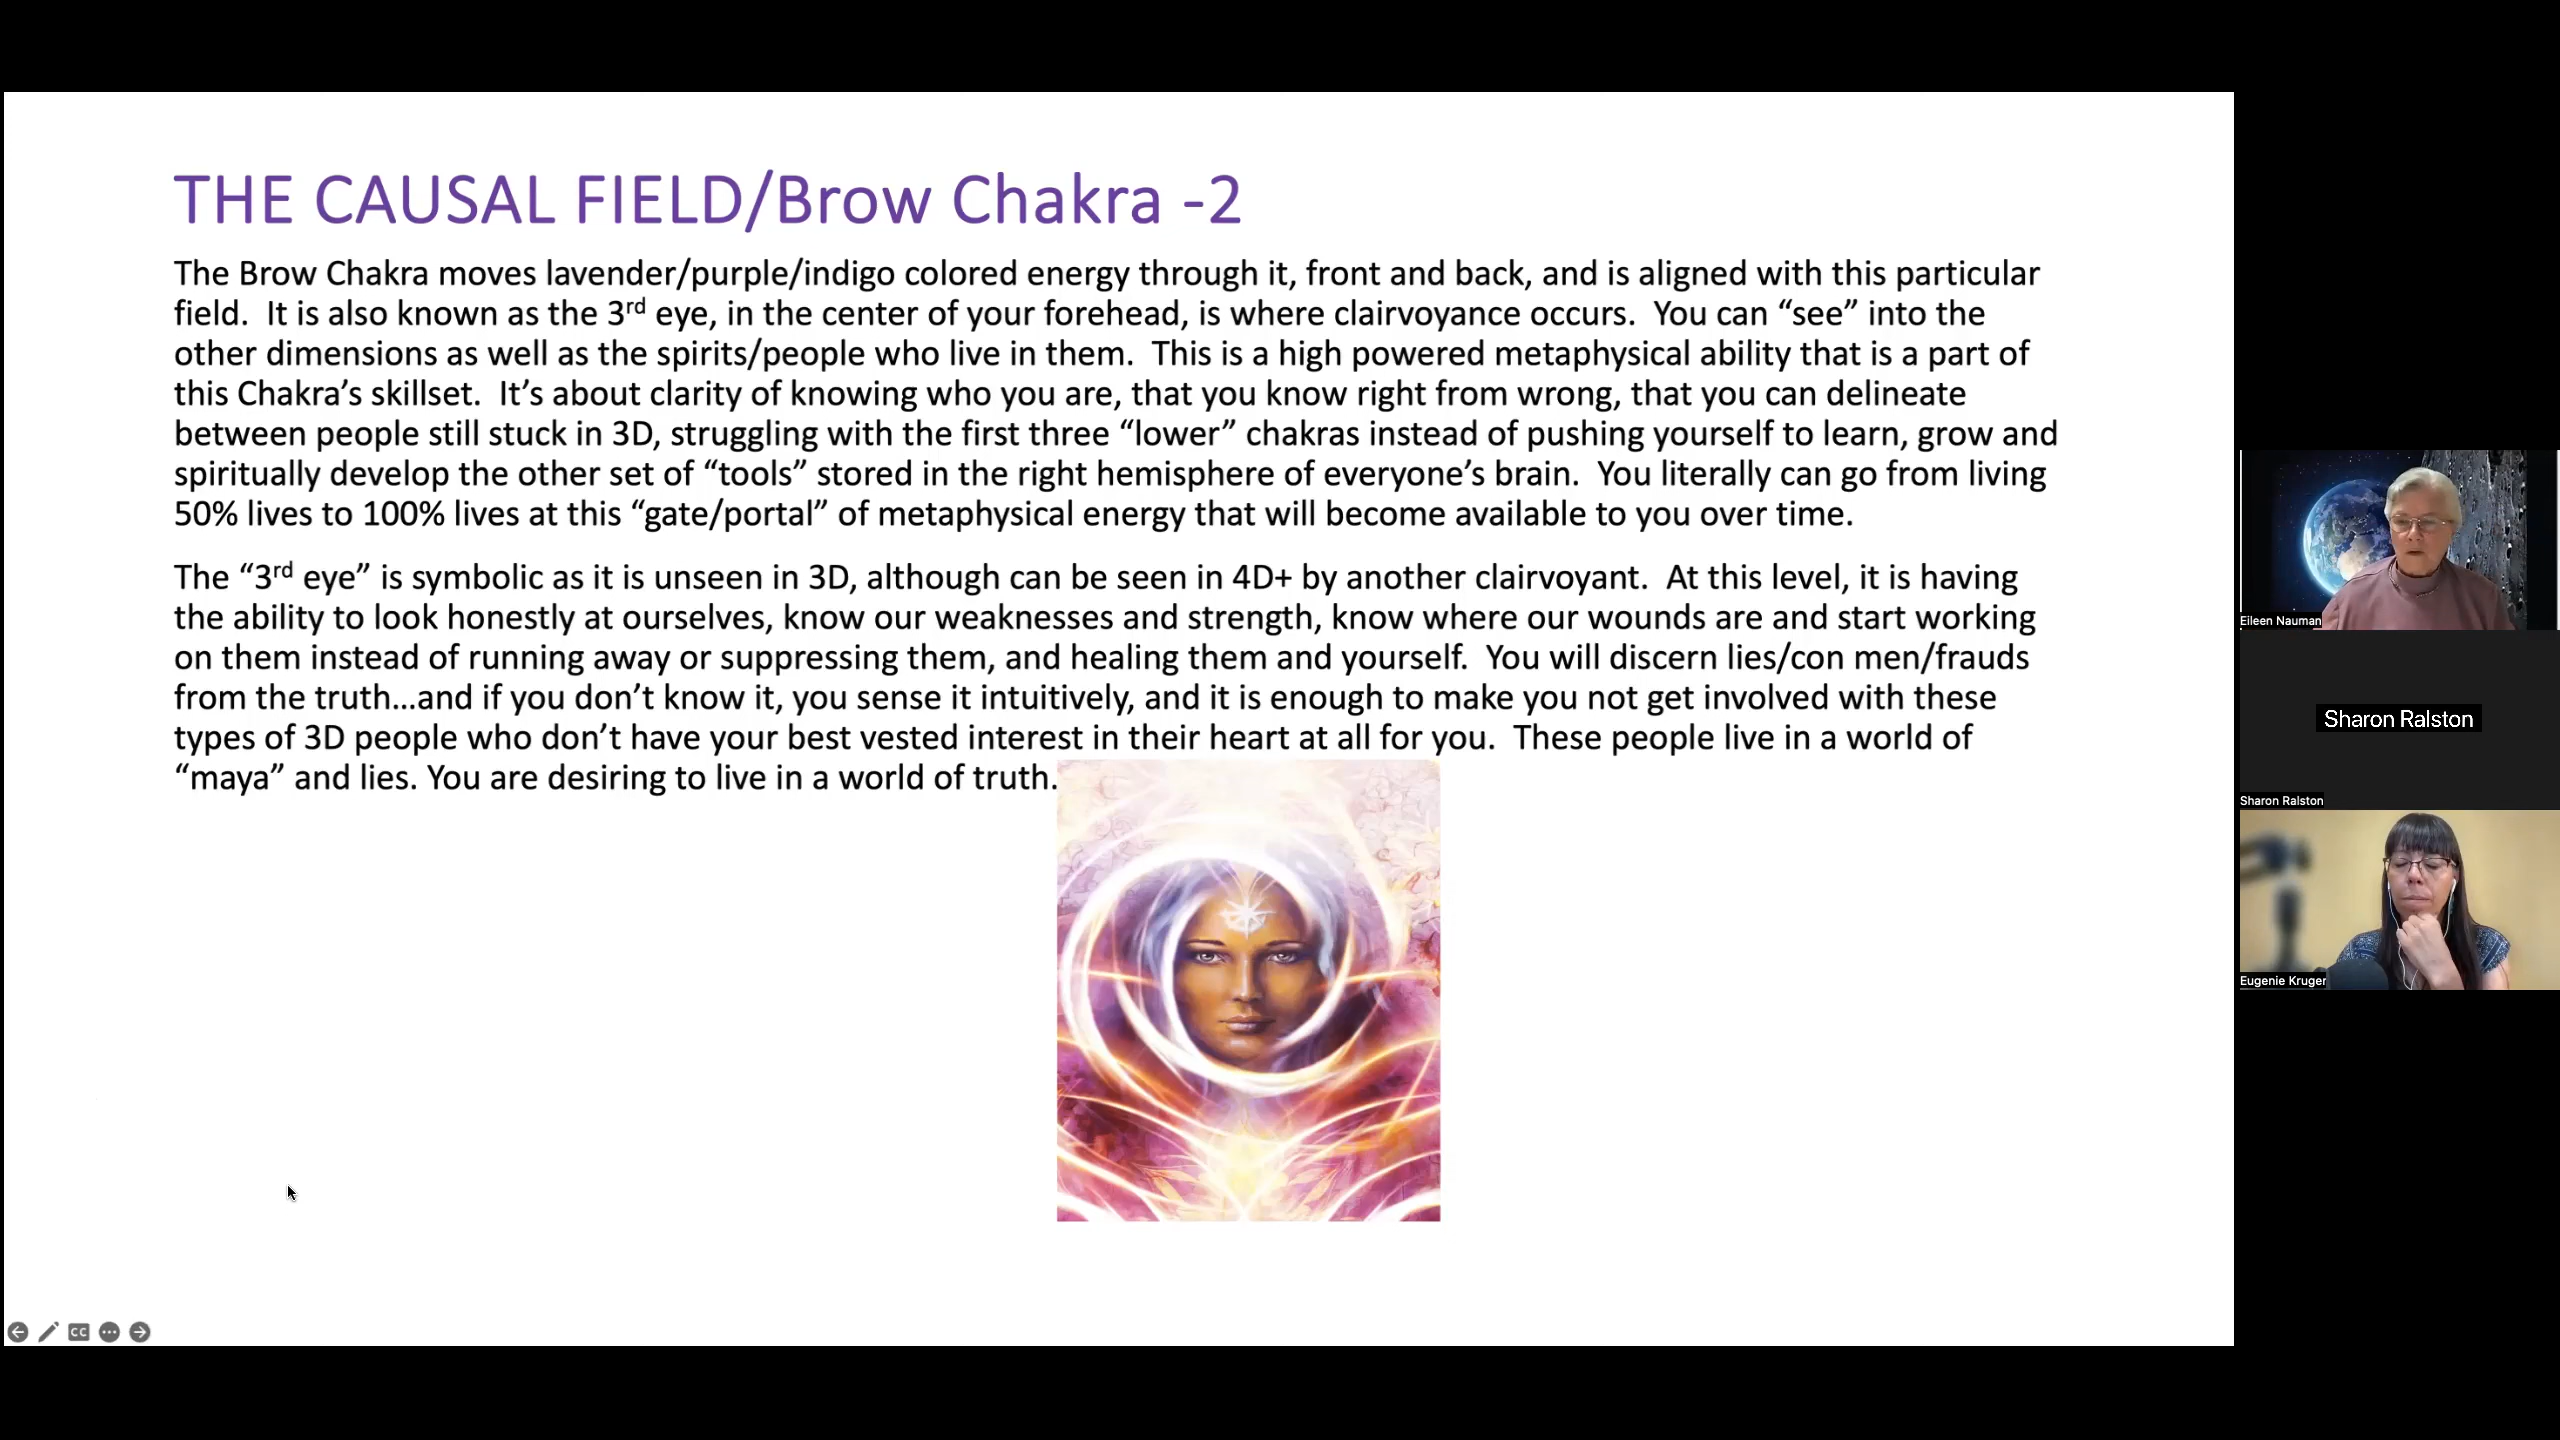 THE CAUSAL FIELD/Brow Chakra -2
The Brow Chakra moves lavender/purple/indigo colored energy through it, front and back, and is aligned with this particular
field.  It is also known as the 3rd eye, in the center of your forehead, is where clairvoyance occurs.  You can “see” into the
other dimensions as well as the spirits/people who live in them.  This is a high powered metaphysical ability that is a part of
this Chakra’s skillset.  It’s about clarity of knowing who you are, that you know right from wrong, that you can delineate
between people still stuck in 3D, struggling with the first three “lower” chakras instead of pushing yourself to learn, grow and
spiritually develop the other set of “tools” stored in the right hemisphere of everyone’s brain.  You literally can go from living
50% lives to 100% lives at this “gate/portal” of metaphysical energy that will become available to you over time.
The “3rd eye” is symbolic as it is unseen in 3D, although can be seen in 4D+ by another clairvoyant.  At this level, it is having
the ability to look honestly at ourselves, know our weaknesses and strength, know where our wounds are and start working
on them instead of running away or suppressing them, and healing them and yourself.  You will discern lies/con men/frauds
from the truth…and if you don’t know it, you sense it intuitively, and it is enough to make you not get involved with these
types of 3D people who don’t have your best vested interest in their heart at all for you.  These people live in a world of
“maya” and lies. You are desiring to live in a world of truth.
Eileen Nauman
Sharon Ralston
Sharon Ralston
Eugenie Kruger
CC